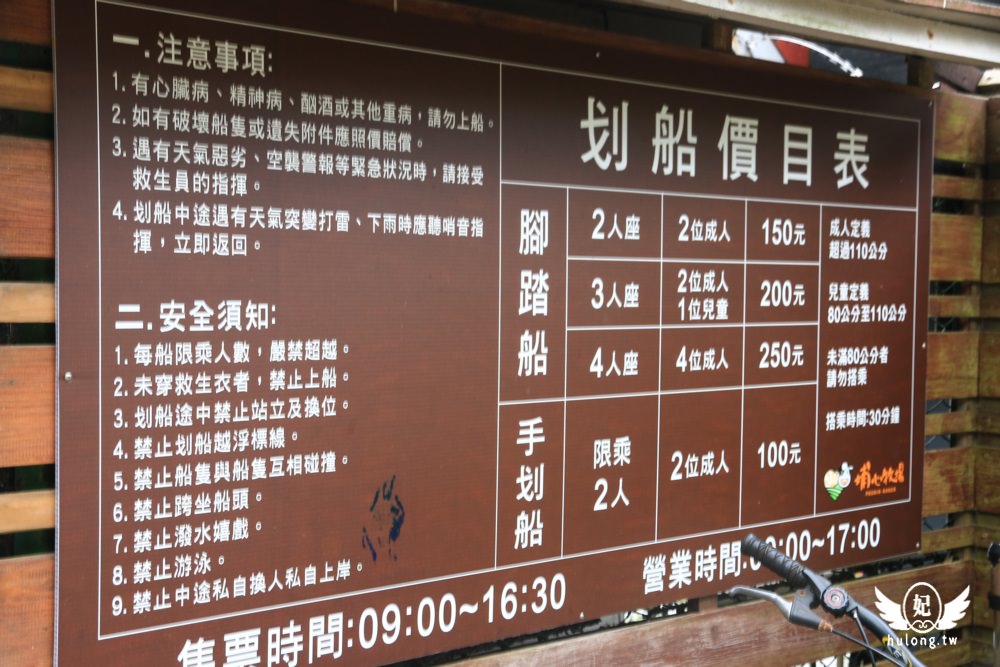 一.注意事項:
1. 有心臟病、精神病、酗酒或其他重病，請勿上船。
2. 如有破壞船隻或遺失附件應照價賠償。
3. 遇有天氣惡劣、空襲警報等緊急狀況時，請接受
救生員的指揮。
4. 划船中途遇有天氣突變打雷、下雨時應聽哨音指
揮，立即返回。
二.安全須知:
1. 每船限乘人數，嚴禁超越。
2. 未穿救生衣者，禁止上船。
3. 划船途中禁止站立及換位。
4. 禁止划船越浮標線。
5. 禁止船隻與船隻互相碰撞。
6. 禁止跨坐船頭。
7. 禁止潑水嬉戲。
8. 禁止游泳。
9. 禁止中途私自換人私自上岸。
划船價目表
腳踏船
2人座 2位成人 150元
3人座 2位成人 1位兒童 200元
4人座 4位成人 250元
手划船
限乘 2人 2位成人 100元
成人定義
超過110公分
兒童定義
80公分至110公分
未滿80公分者
請勿搭乘
搭乘時間:30分鐘
埔心牧場
售票時間:09:00~16:30
營業時間: :00~17:00
妃
hulong.tw